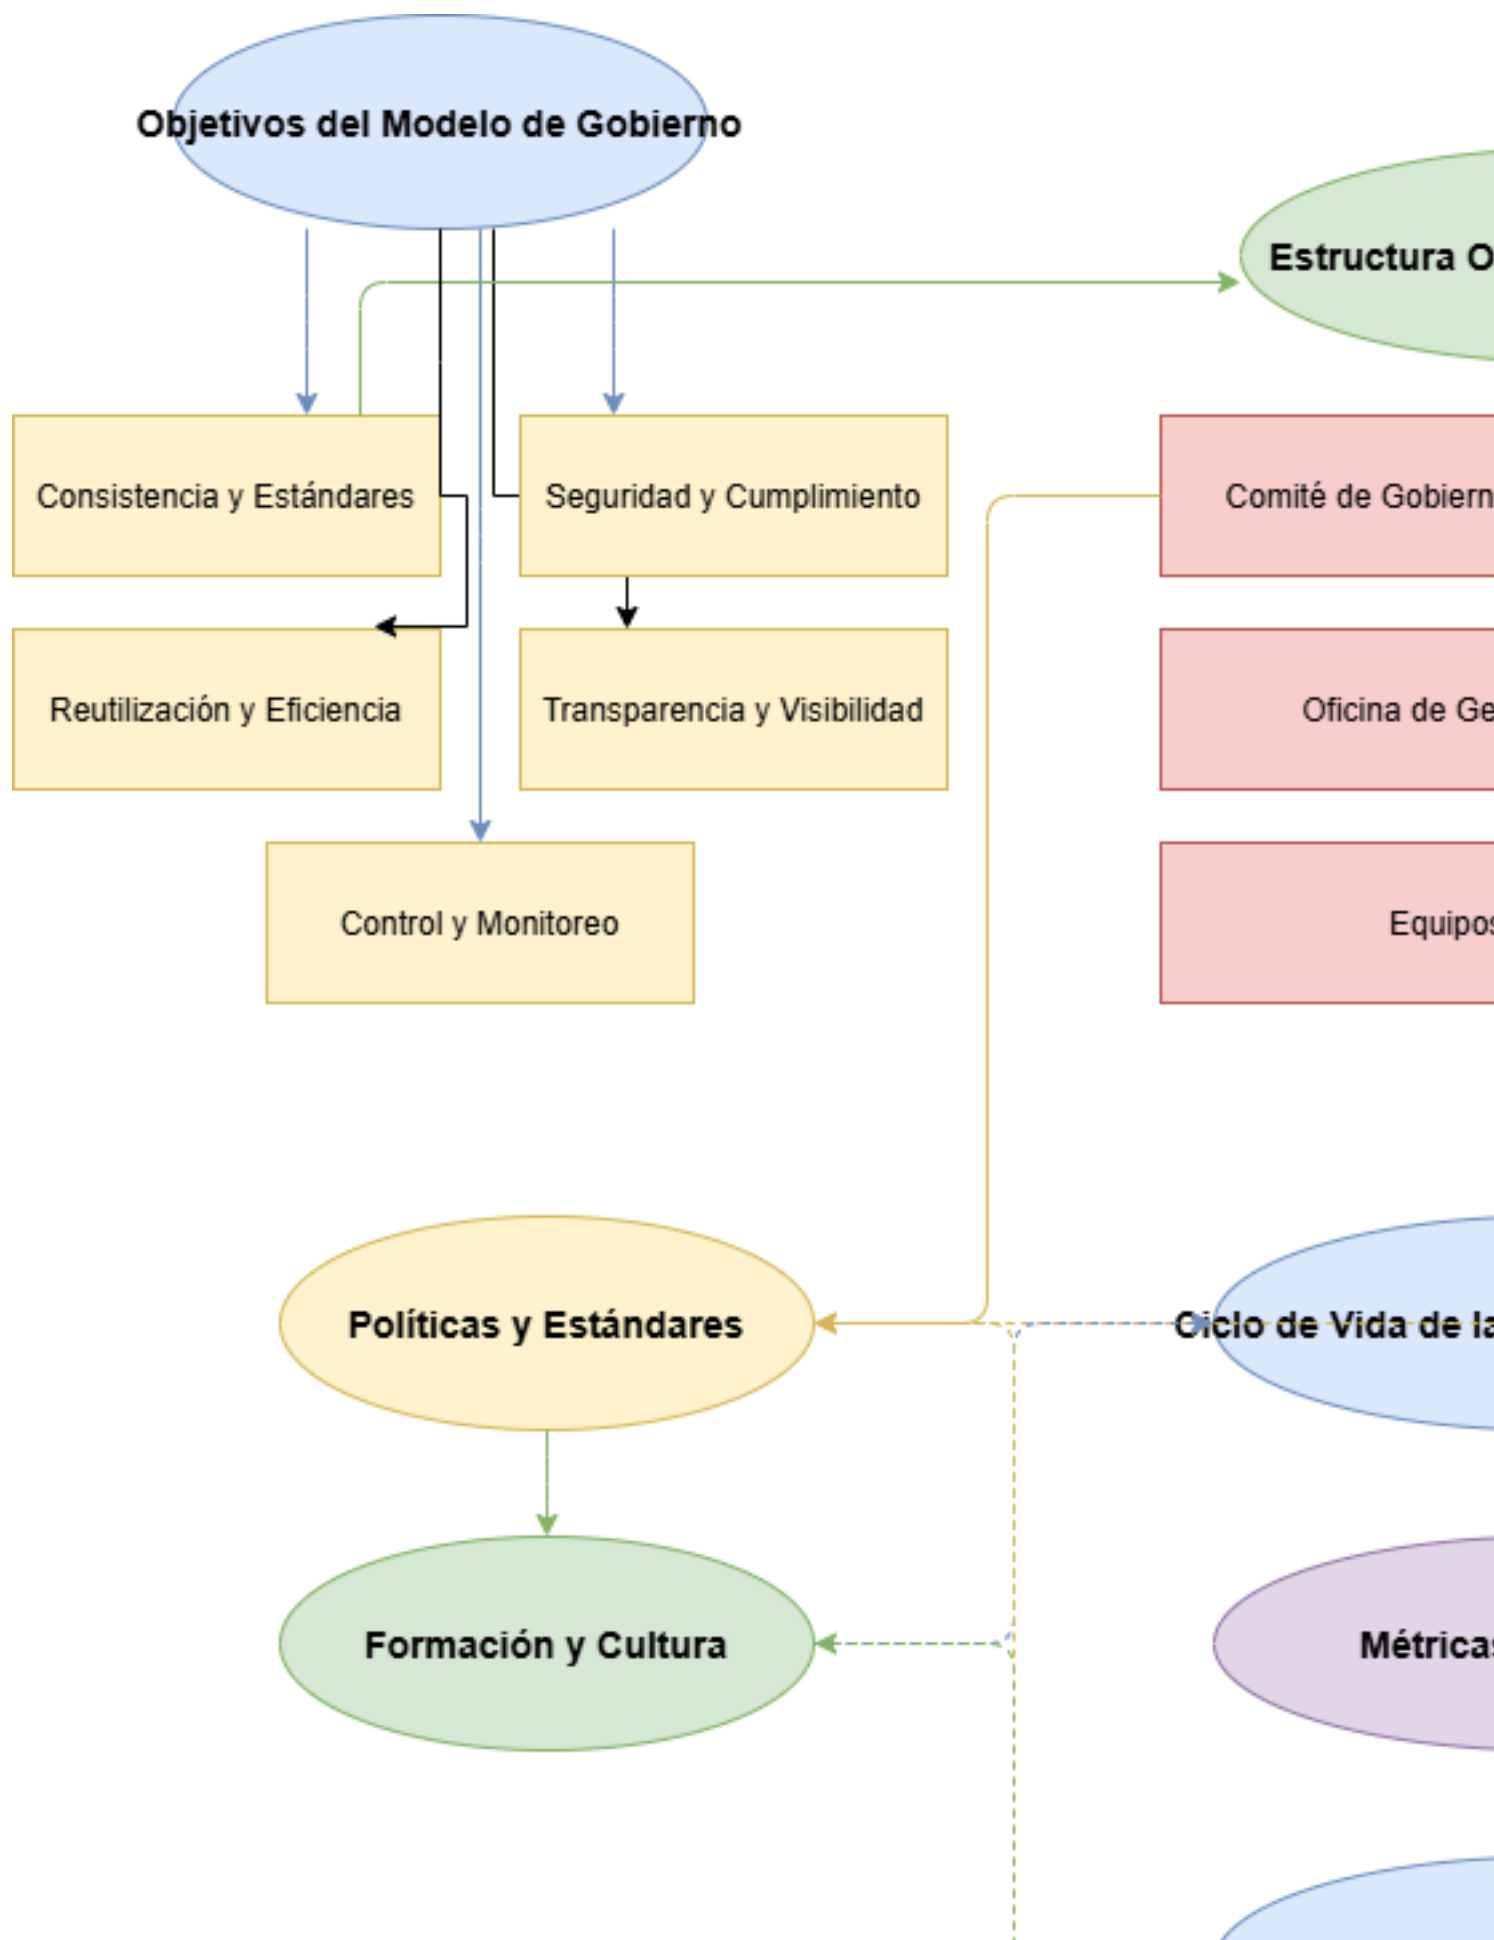 Objetivos del Modelo de Gobierno
Estructura O
Consistencia y Estándares
Seguridad y Cumplimiento
Comité de Gobiern
Reutilización y Eficiencia
Transparencia y Visibilidad
Oficina de Ge
Control y Monitoreo
Equipos
Políticas y Estándares
Ciclo de Vida de la
Formación y Cultura
Métricas